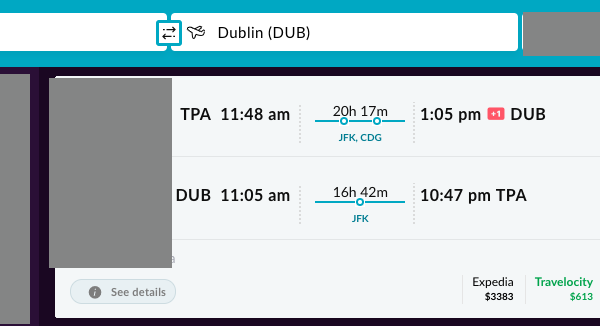 Dublin (DUB)
TPA 11:48 am 20h 17m 1:05 pm +1 DUB
JFK, CDG
DUB 11:05 am 16h 42m 10:47 pm TPA
JFK
See details
Expedia Travelocity
$3383 $613